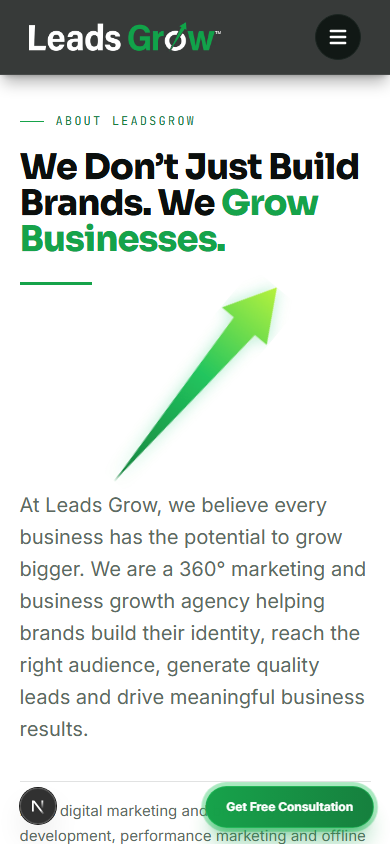 Leads Grow™
ABOUT LEADSGROW
We Don’t Just Build
Brands. We Grow
Businesses.
At Leads Grow, we believe every
business has the potential to grow
bigger. We are a 360° marketing and
business growth agency helping
brands build their identity, reach the
right audience, generate quality
leads and drive meaningful business
results.
N
digital marketing and
Get Free Consultation
development, performance marketing and offline